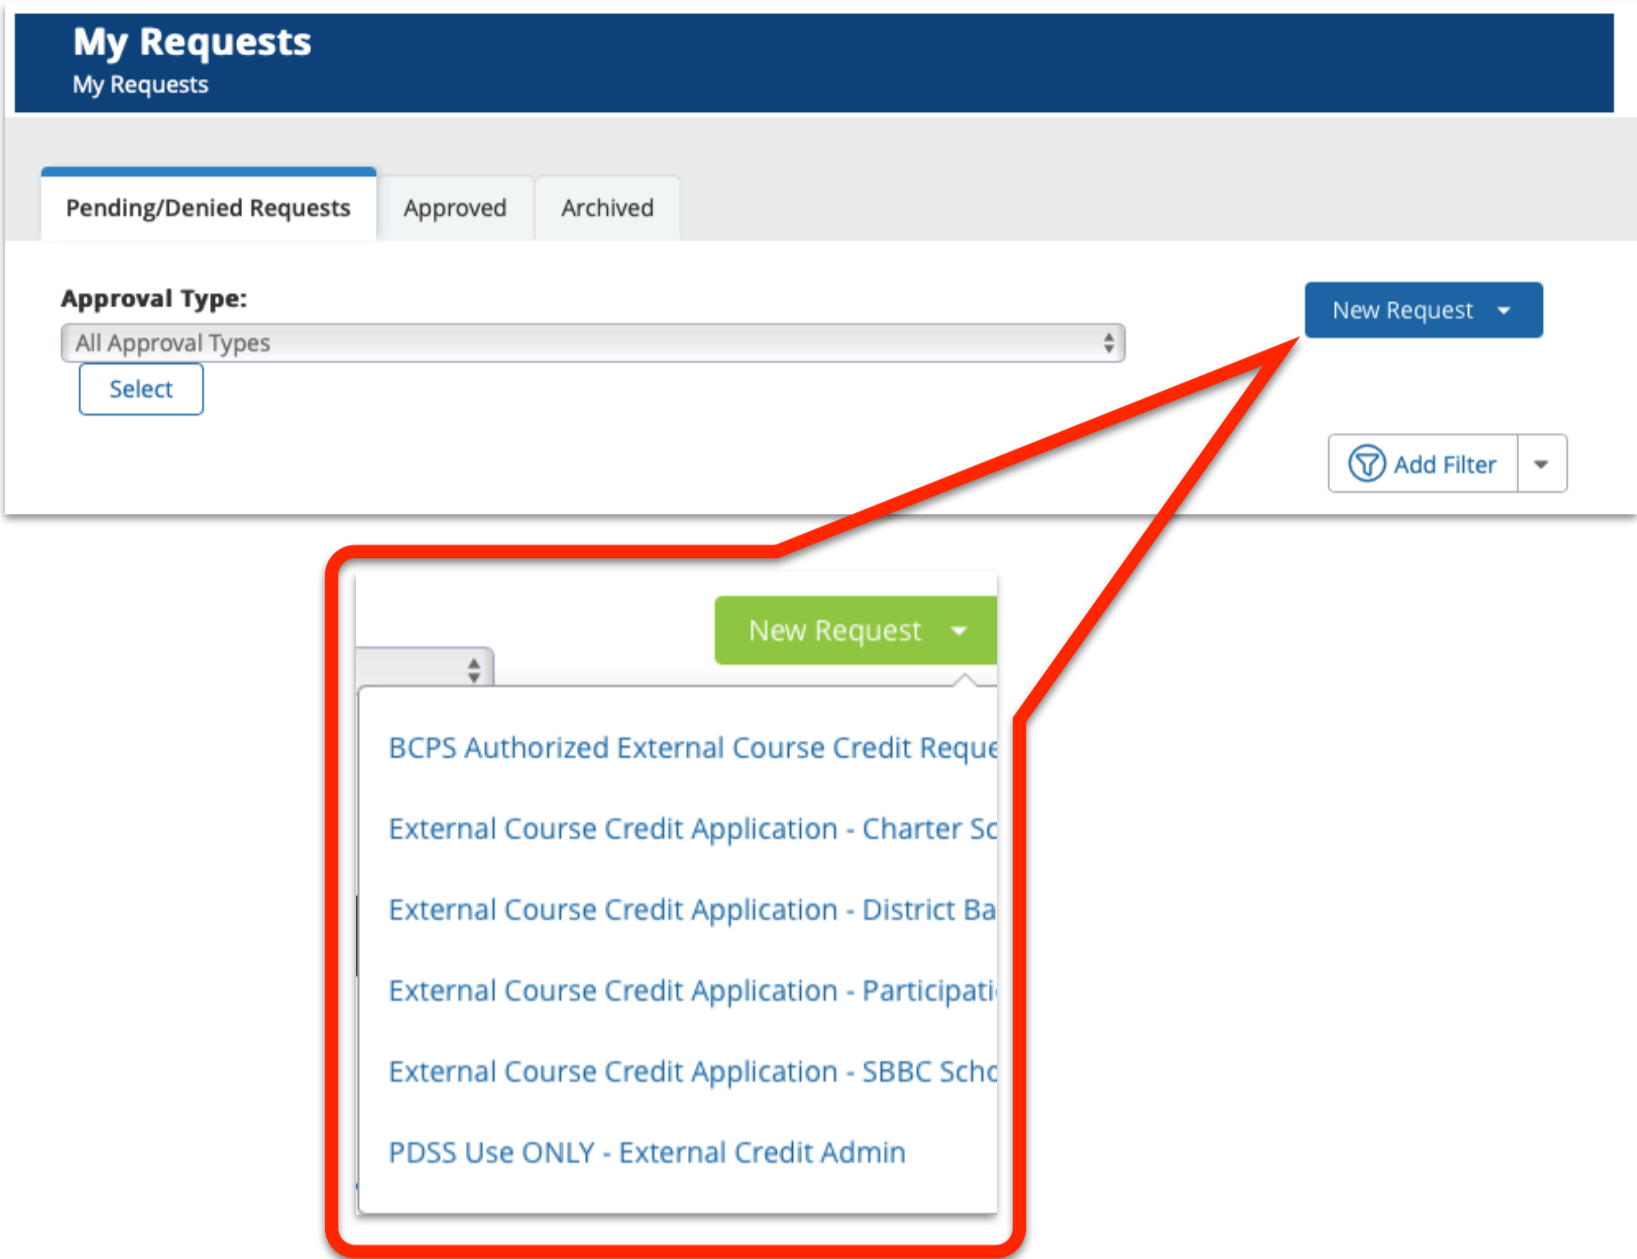 My Requests
My Requests
Pending/Denied Requests
Approved
Archived
Approval Type:
All Approval Types
New Request
Select
Add Filter
New Request
BCPS Authorized External Course Credit Reque
External Course Credit Application - Charter Sc
External Course Credit Application - District Ba
External Course Credit Application - Participati
External Course Credit Application - SBBC Scho
PDSS Use ONLY - External Credit Admin